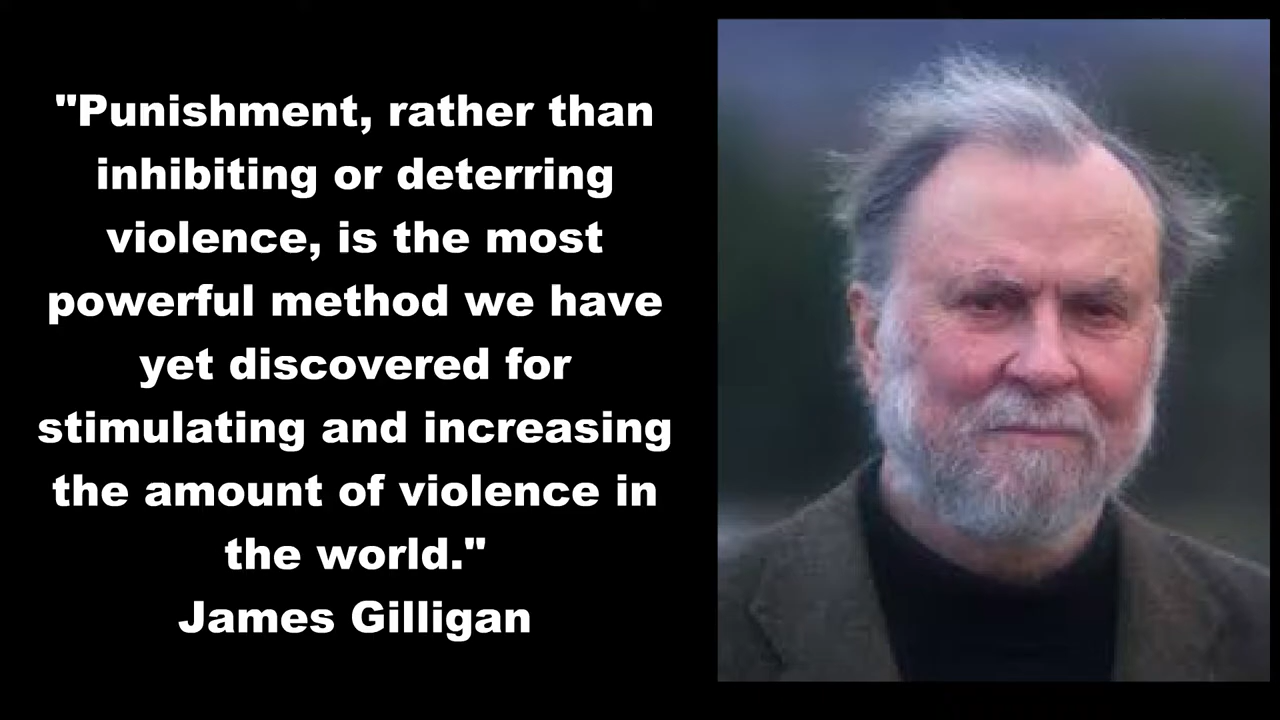 "Punishment, rather than
inhibiting or deterring
violence, is the most
powerful method we have
yet discovered for
stimulating and increasing
the amount of violence in
the world."
James Gilligan